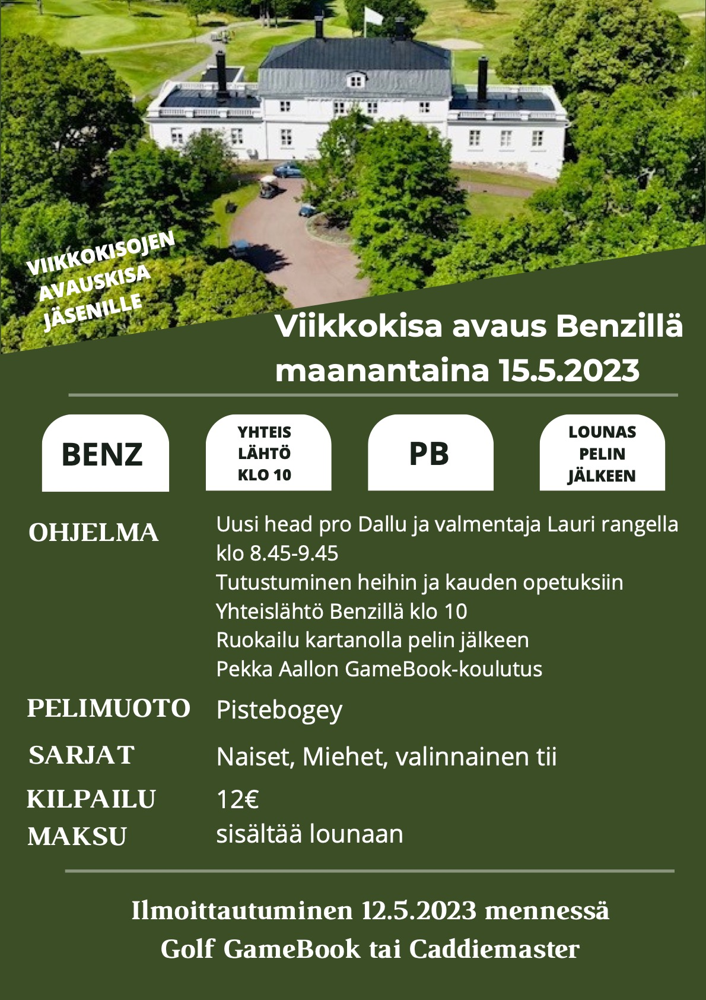 VIIKKOKISOJEN
AVAUSKISA
JÄSENILLE
Viikkokisa avaus Benzillä
maanantaina 15.5.2023
BENZ
YHTEIS
LÄHTÖ
KLO 10
PB
LOUNAS
PELIN
JÄLKEEN
OHJELMA
Uusi head pro Dallu ja valmentaja Lauri rangella
klo 8.45-9.45
Tutustuminen heihin ja kauden opetuksiin
Yhteislähtö Benzillä klo 10
Ruokailu kartanolla pelin jälkeen
Pekka Aallon GameBook-koulutus
PELIMUOTO
Pistebogey
SARJAT
Naiset, Miehet, valinnainen tii
KILPAILU
MAKSU
12€
sisältää lounaan
Ilmoittautuminen 12.5.2023 mennessä
Golf GameBook tai Caddiemaster